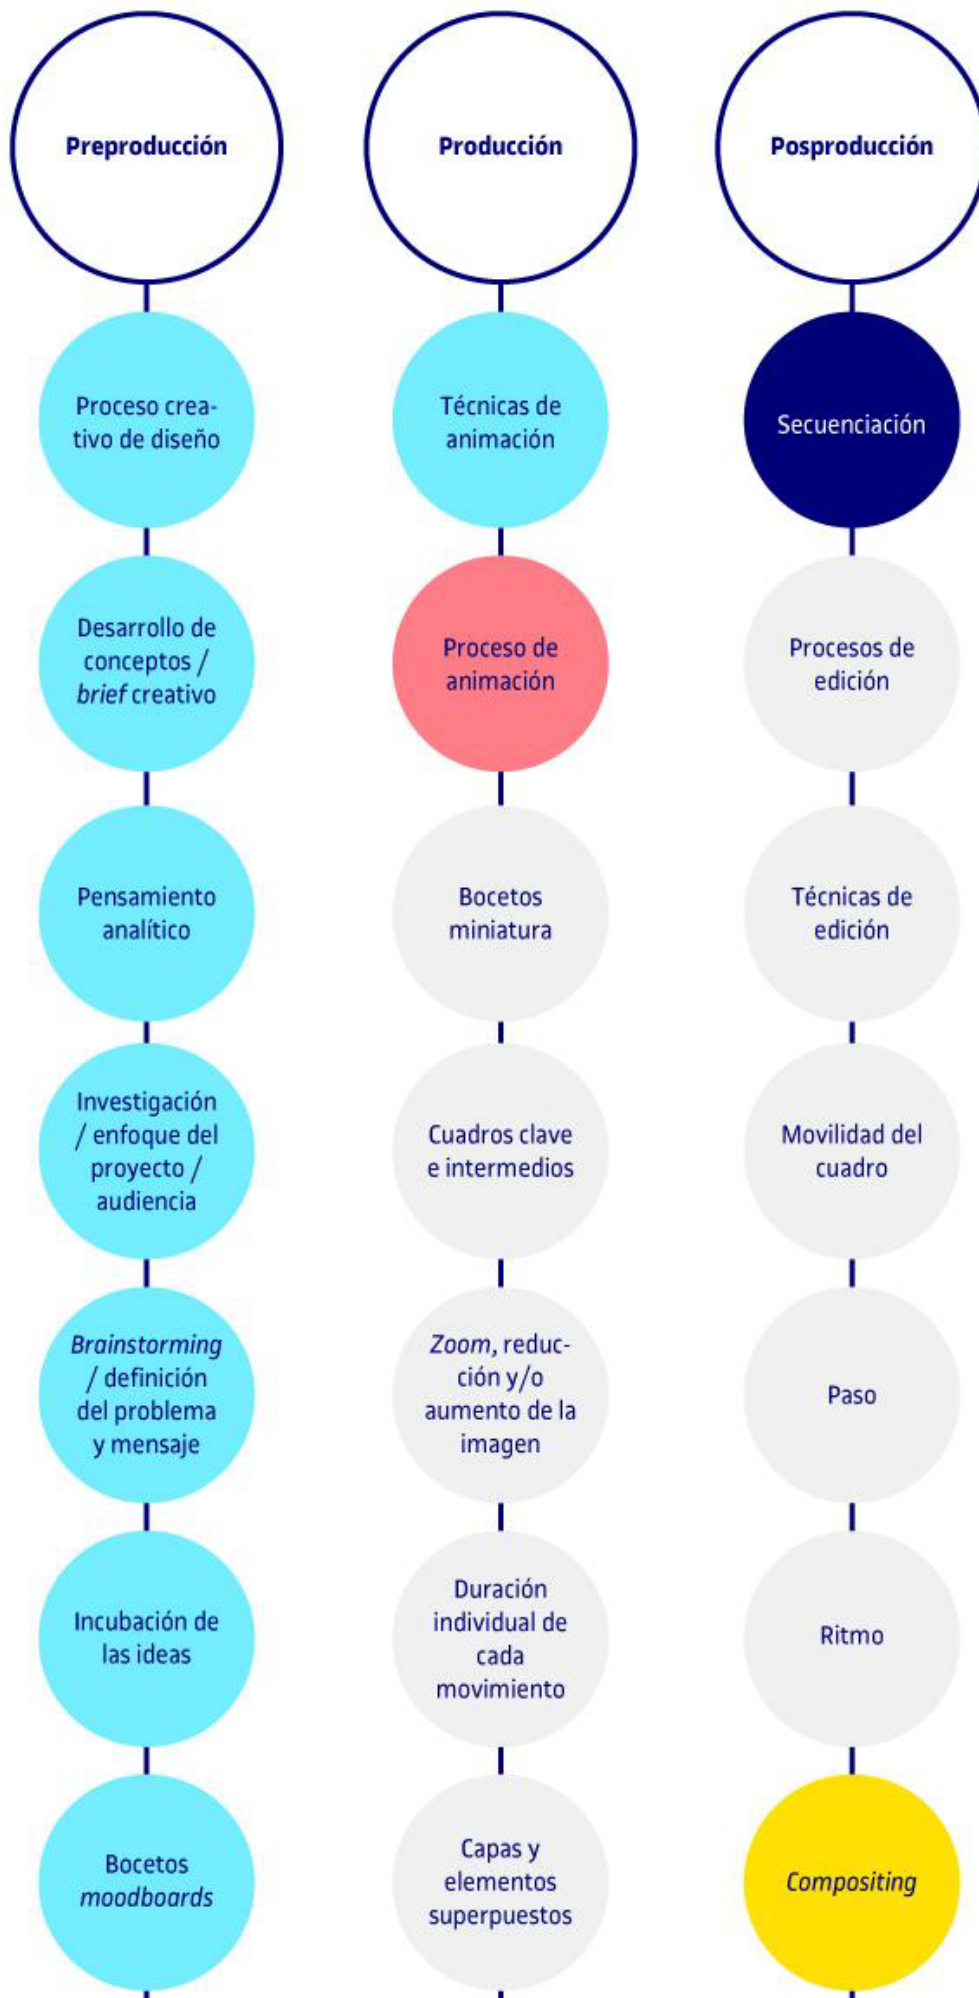 Preproducción
Proceso crea-
tivo de diseño
Desarrollo de
conceptos /
brief creativo
Pensamiento
analítico
Investigación
/ enfoque del
proyecto /
audiencia
Brainstorming
/ definición
del problema
y mensaje
Incubación de
las ideas
Bocetos
moodboards
Producción
Técnicas de
animación
Proceso de
animación
Bocetos
miniatura
Cuadros clave
e intermedios
Zoom, reduc-
ción y/o
aumento de la
imagen
Duración
individual de
cada
movimiento
Capas y
elementos
superpuestos
Posproducción
Secuenciación
Procesos de
edición
Técnicas de
edición
Movilidad del
cuadro
Paso
Ritmo
Compositing